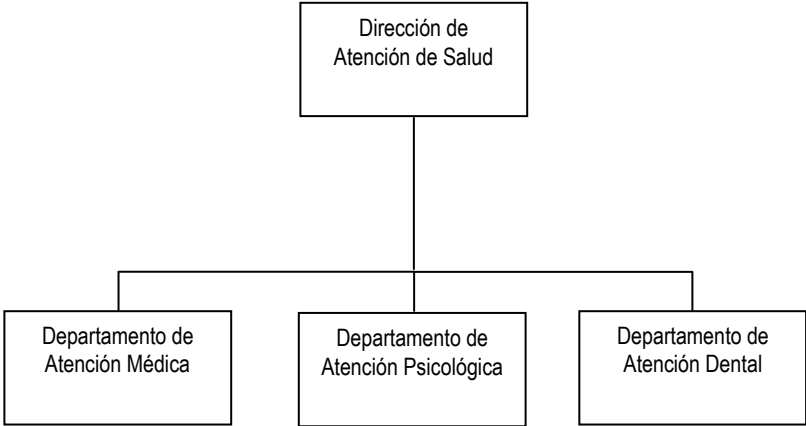 Dirección de
Atención de Salud
Departamento de
Atención Médica
Departamento de
Atención Psicológica
Departamento de
Atención Dental